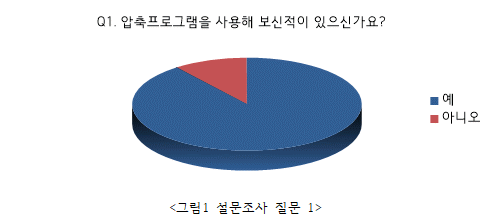 Q1. 압축프로그램을 사용해 보신적이 있으신가요?
예
아니오
<그림1 설문조사 질문 1>